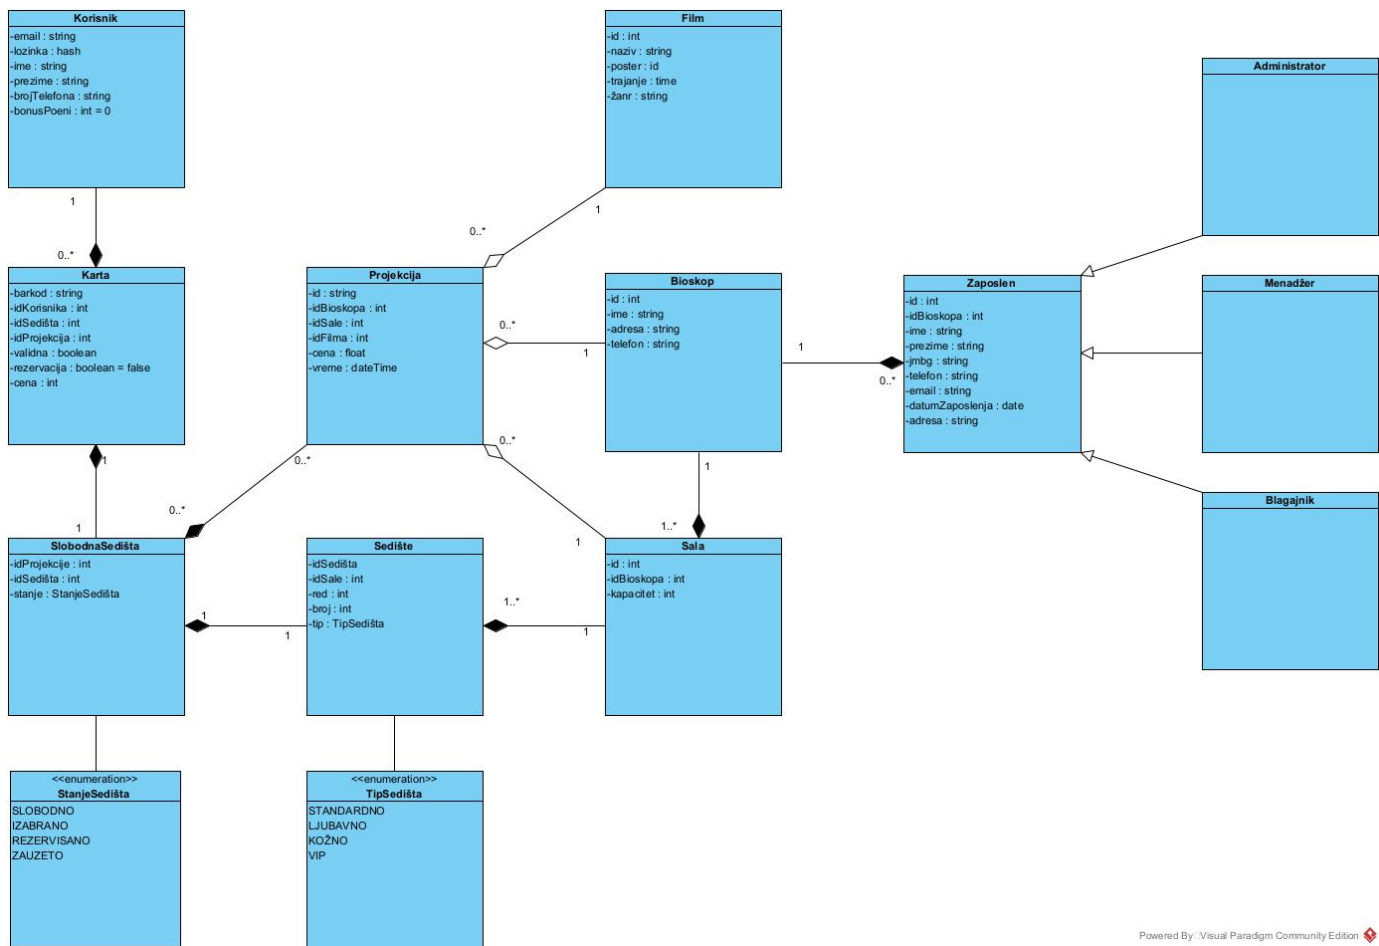 Korisnik
-email : string
-lozinka : hash
-ime : string
-prezime : string
-brojTelefona : string
-bonusPoeni : int = 0
Film
-id : int
-naziv : string
-poster : id
-trajanje : time
-žanr : string
Administrator
1
0..*
1
0..*
Karta
-barkod : string
-idKorisnika : int
-idSedišta : int
-idProjekcija : int
-validna : boolean
-rezervacija : boolean = false
-cena : int
Projekcija
-id : string
-idBioskopa : int
-idSale : int
-idFilma : int
-cena : float
-vreme : dateTime
0..*
1
Bioskop
-id : int
-ime : string
-adresa : string
-telefon : string
1
0..*
Zaposlen
-id : int
-idBioskopa : int
-ime : string
-prezime : string
-jmbg : string
-telefon : string
-email : string
-datumZaposlenja : date
-adresa : string
Menadžer
1
1
0..*
0..*
0..*
1
1
1..*
Blagajnik
SlobodnaSedišta
-idProjekcije : int
-idSedišta : int
-stanje : StanjeSedišta
1
1
Sedište
-idSedišta
-idSale : int
-red : int
-broj : int
-tip : TipSedišta
1..*
1
Sala
-id : int
-idBioskopa : int
-kapacitet : int
<<enumeration>>
StanjeSedišta
SLOBODNO
IZABRANO
REZERVISANO
ZAUZETO
<<enumeration>>
TipSedišta
STANDARDNO
LJUBAVNO
KOŽNO
VIP
Powered By Visual Paradigm Community Edition